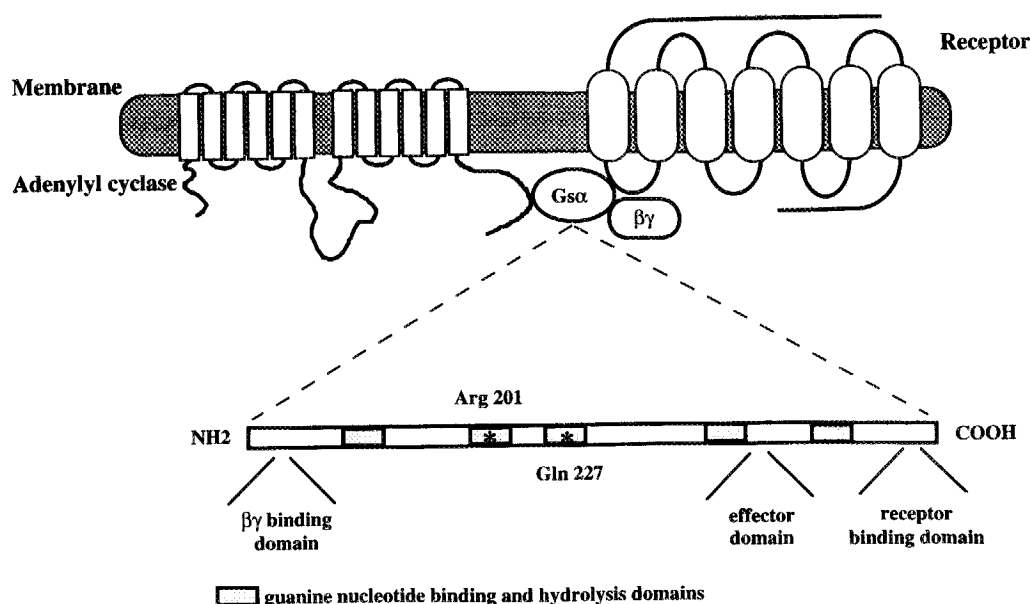 Receptor
Membrane
Adenylyl cyclase
Gsα
βγ
Arg 201
NH2
* *
COOH
Gln 227
βγ binding
domain
effector
domain
receptor
binding domain
guanine nucleotide binding and hydrolysis domains